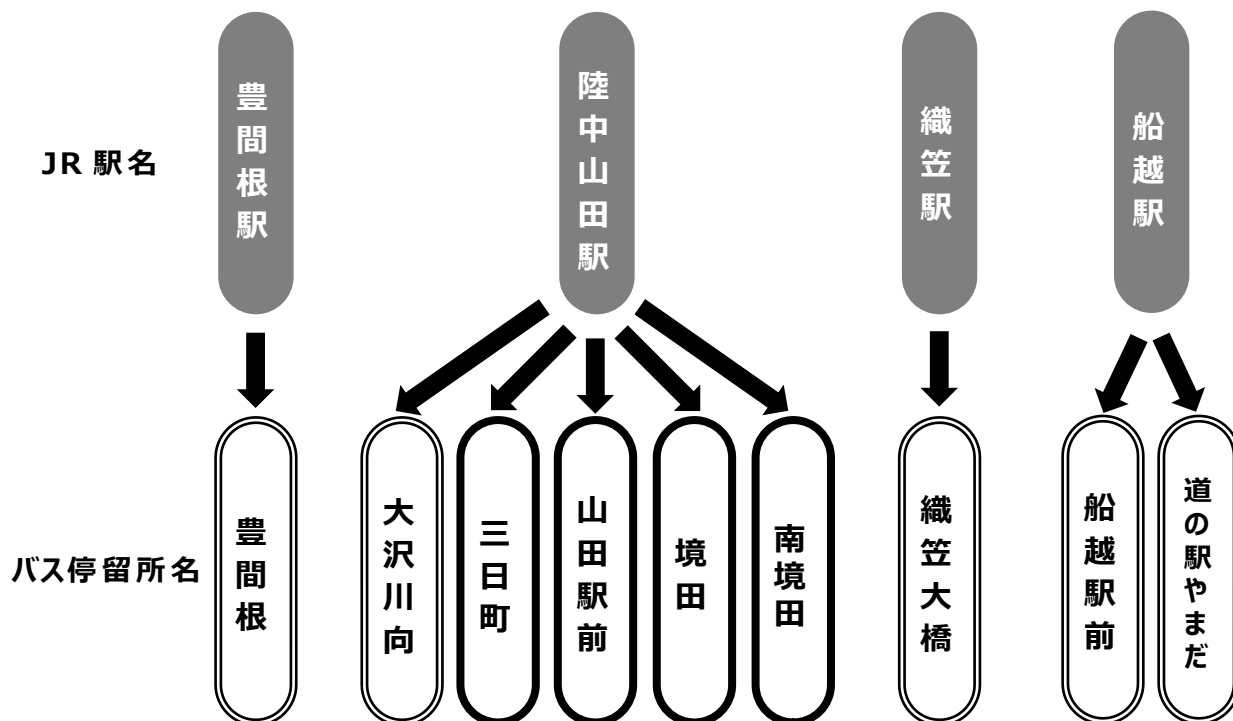 JR 駅名
豊間根駅
陸中山田駅
織笠駅
船越駅
バス停留所名
豊間根
大沢川向
三日町
山田駅前
境田
南境田
織笠大橋
船越駅前
道の駅やまだ